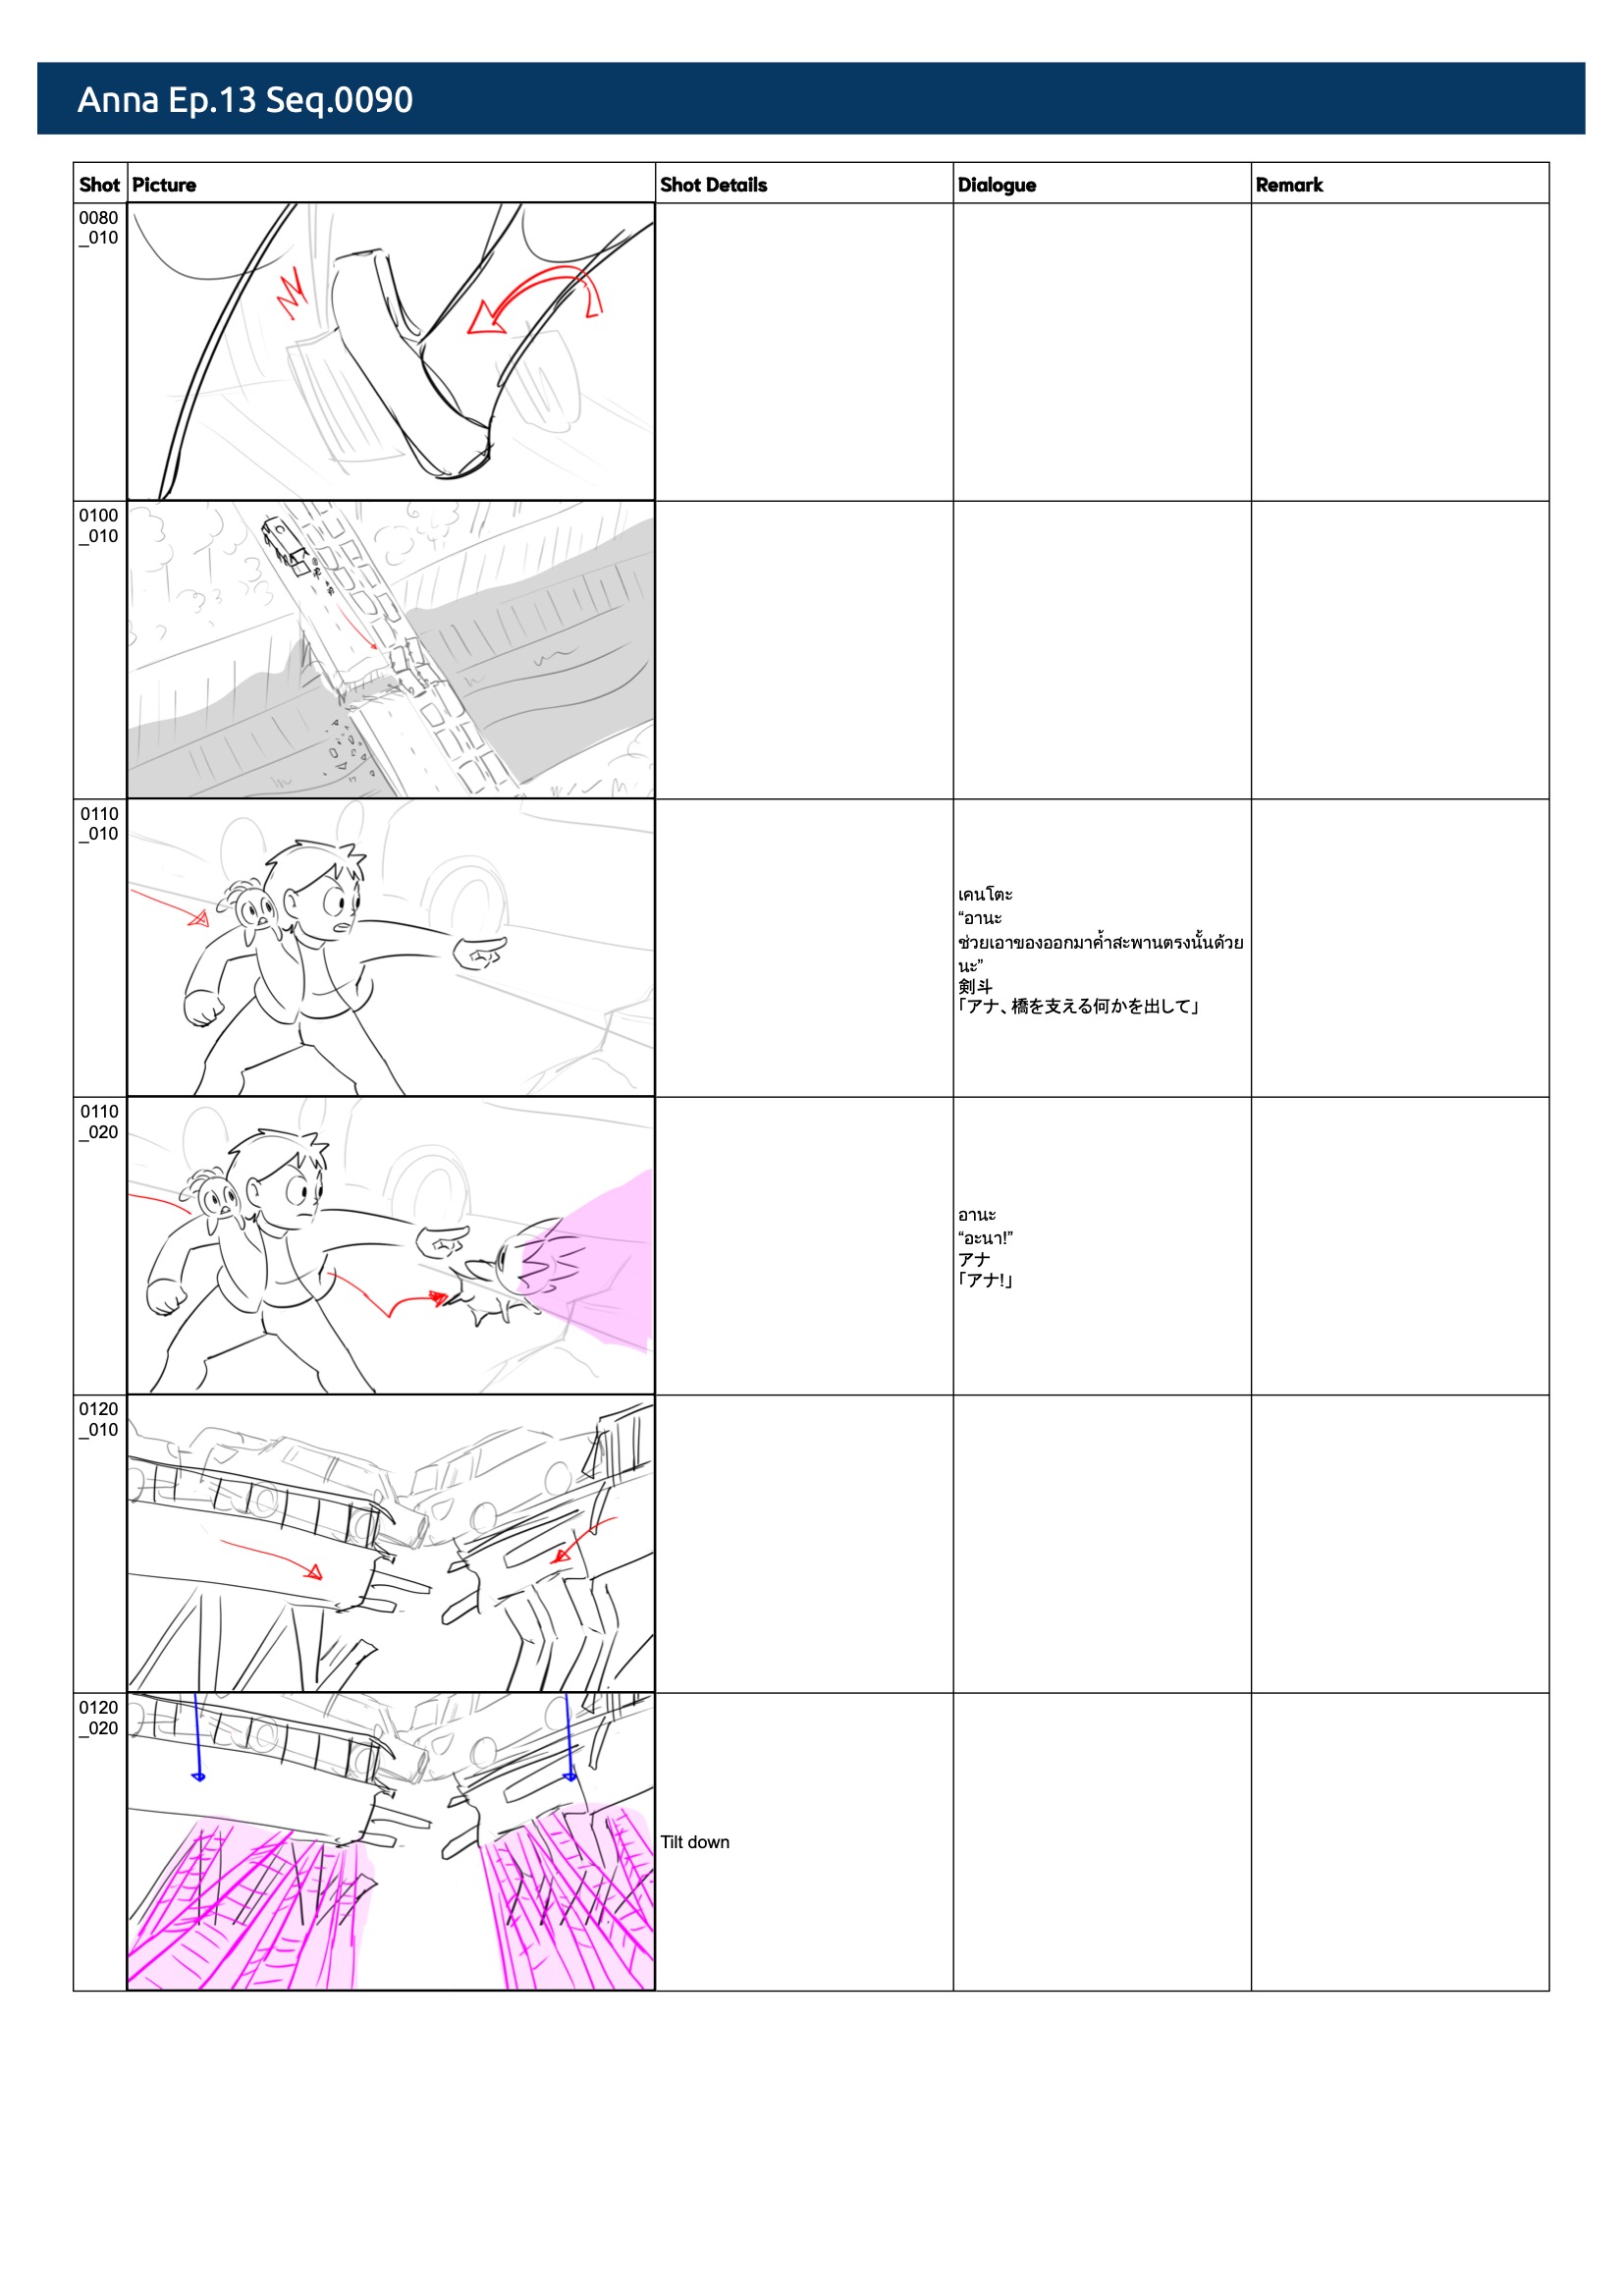 Anna Ep.13 Seq.0090
Shot Picture Shot Details Dialogue Remark
0080
_010
0100
_010
0110
_010
เคนโตะ
“อานะ
ช่วยเอาของออกมาค้ำสะพานตรงนั้นด้วย
นะ”
剣斗
「アナ、橋を支える何かを出して」
0110
_020
อานะ
“อะนา!”
アナ
「アナ!」
0120
_010
0120
_020
Tilt down